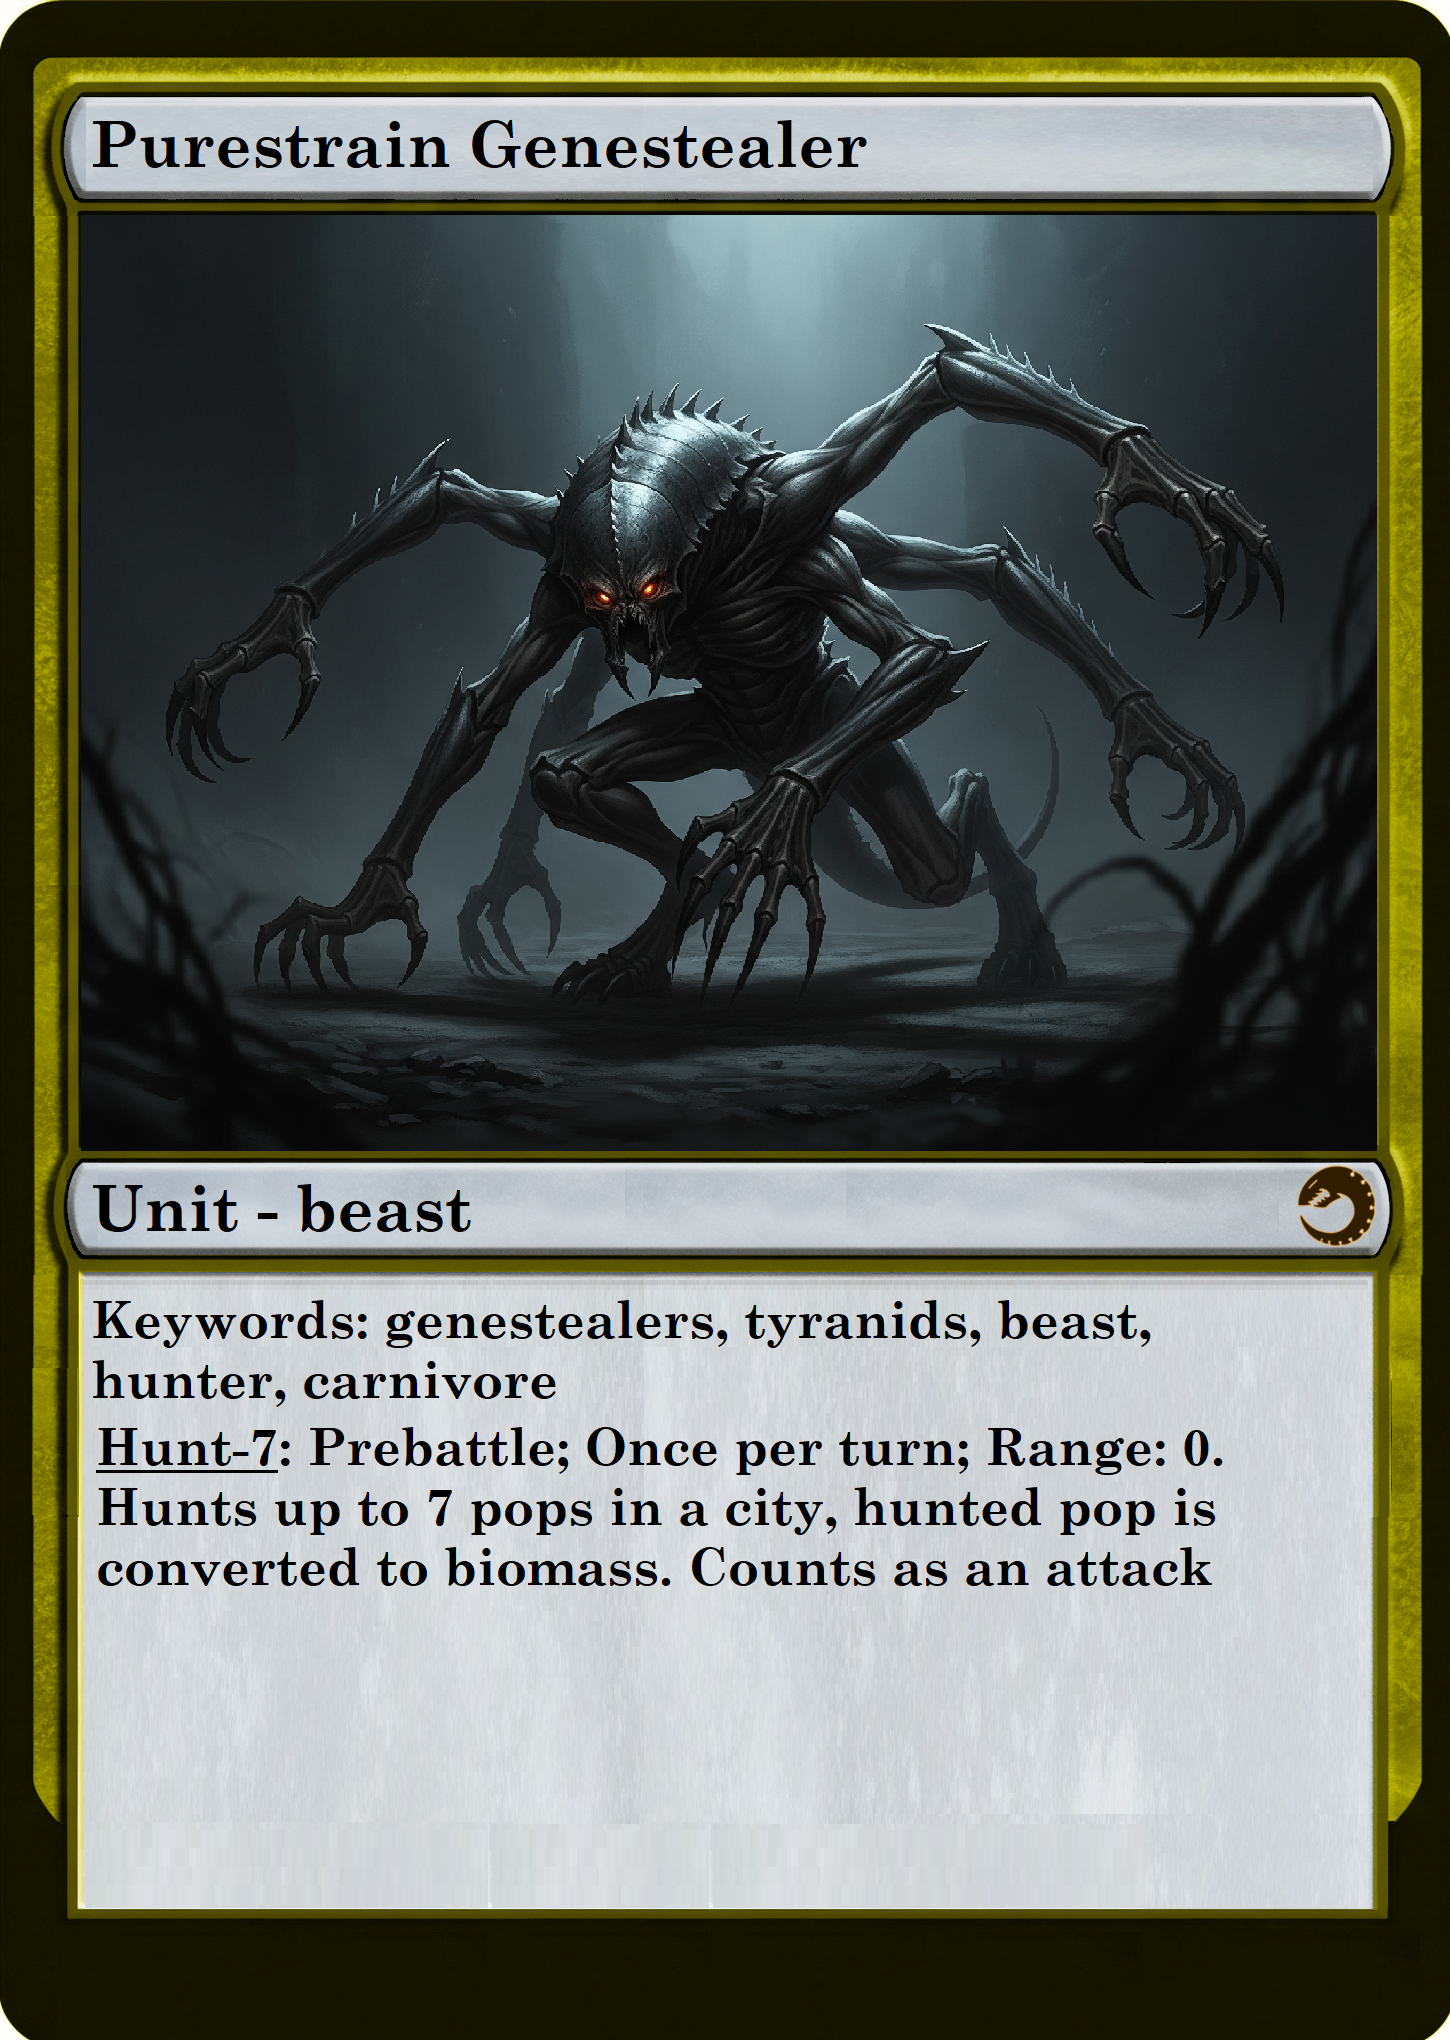 Purestrain Genestealer
Unit - beast
Keywords: genestealers, tyranids, beast,
hunter, carnivore
Hunt-7: Prebattle; Once per turn; Range: 0.
Hunts up to 7 pops in a city, hunted pop is
converted to biomass. Counts as an attack